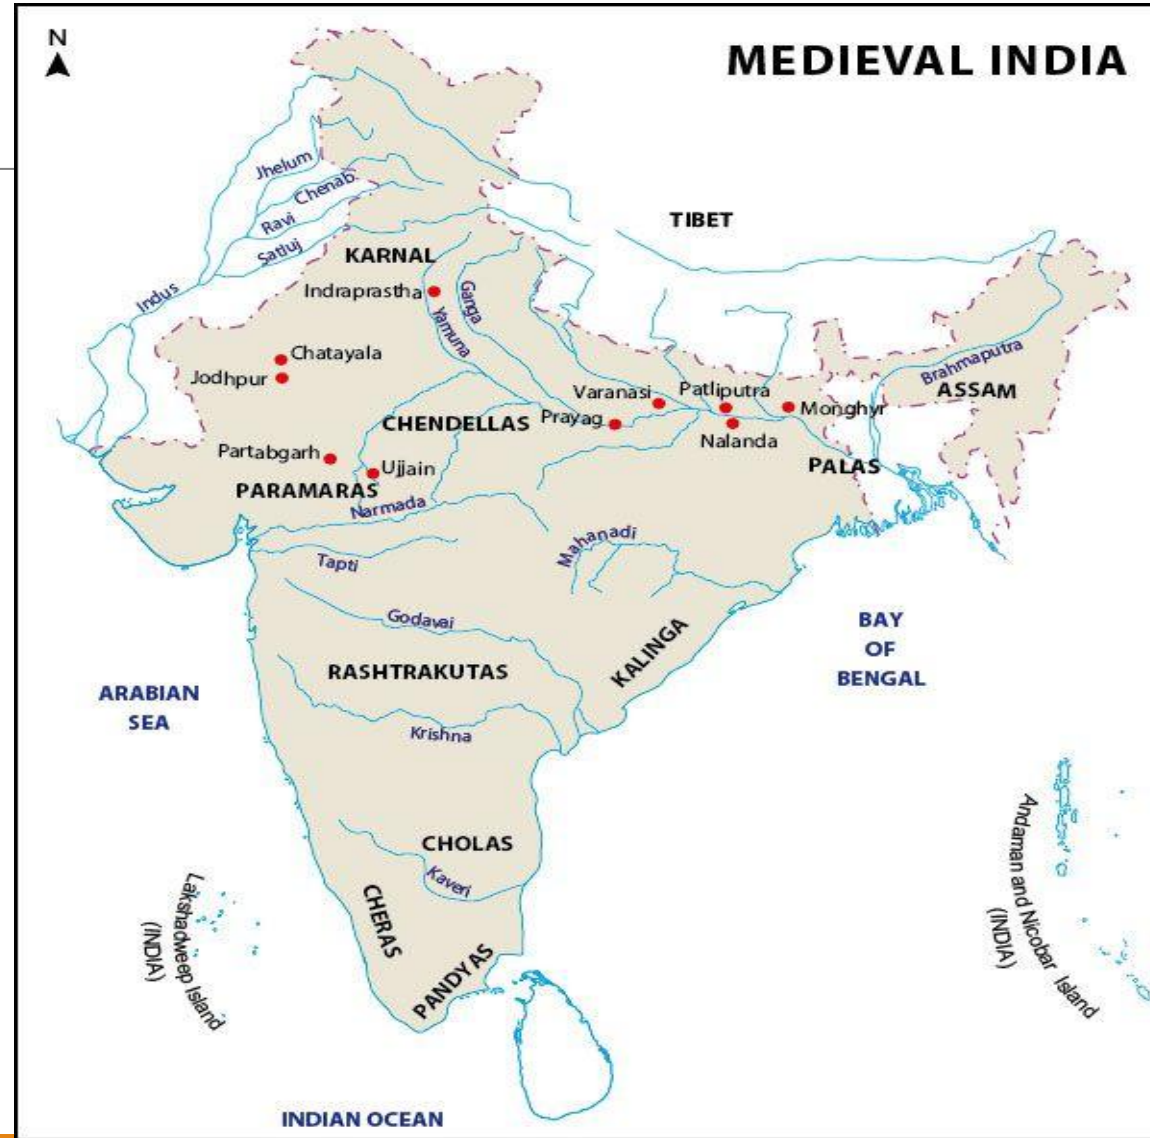 N
MEDIEVAL INDIA
Jhelum
Chenab
Ravi
Satluj
TIBET
KARNAL
Indus
Indraprastha
Ganga
Yamuna
Chatayala
Jodhpur
Brahmaputra
ASSAM
Varanasi
Patliputra
Prayag
Monghyr
CHENDELLAS
Nalanda
Partabgarh
Ujjain
PALAS
PARAMARAS
Narmada
Mahanadi
Tapti
Godavei
BAY
OF
BENGAL
KALINGA
RASHTRAKUTAS
ARABIAN
SEA
Krishna
CHOLAS
Kaveri
CHERAS
PANDYAS
Lakshadweep Island
(INDIA)
Andaman and Nicobar Island
(INDIA)
INDIAN OCEAN